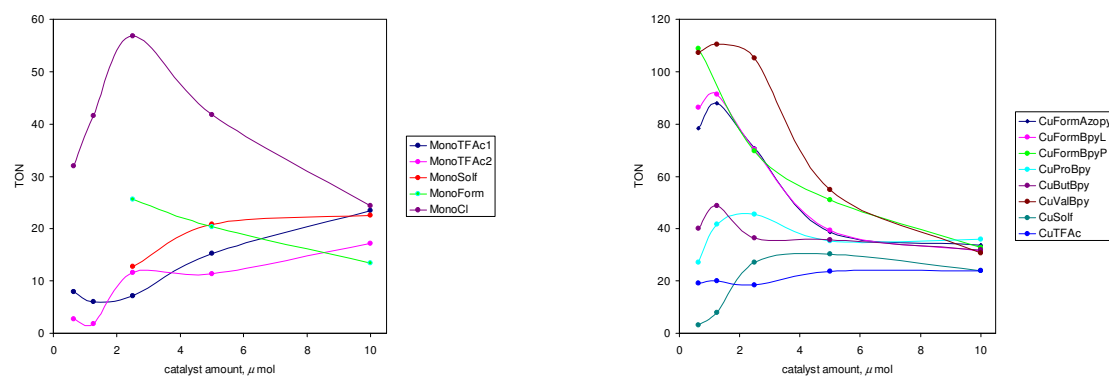 60
50
40
30
20
10
0
TON
0 2 4 6 8 10
catalyst amount, μ mol
MonoTFAc1
MonoTFAc2
MonoSolf
MonoForm
MonoCl
120
100
80
60
40
20
0
TON
0 2 4 6 8 10
catalyst amount, μ mol
CuFormAzopy
CuFormBpyL
CuFormBpyP
CuProBpy
CuButBpy
CuValBpy
CuSolf
CuTFAc